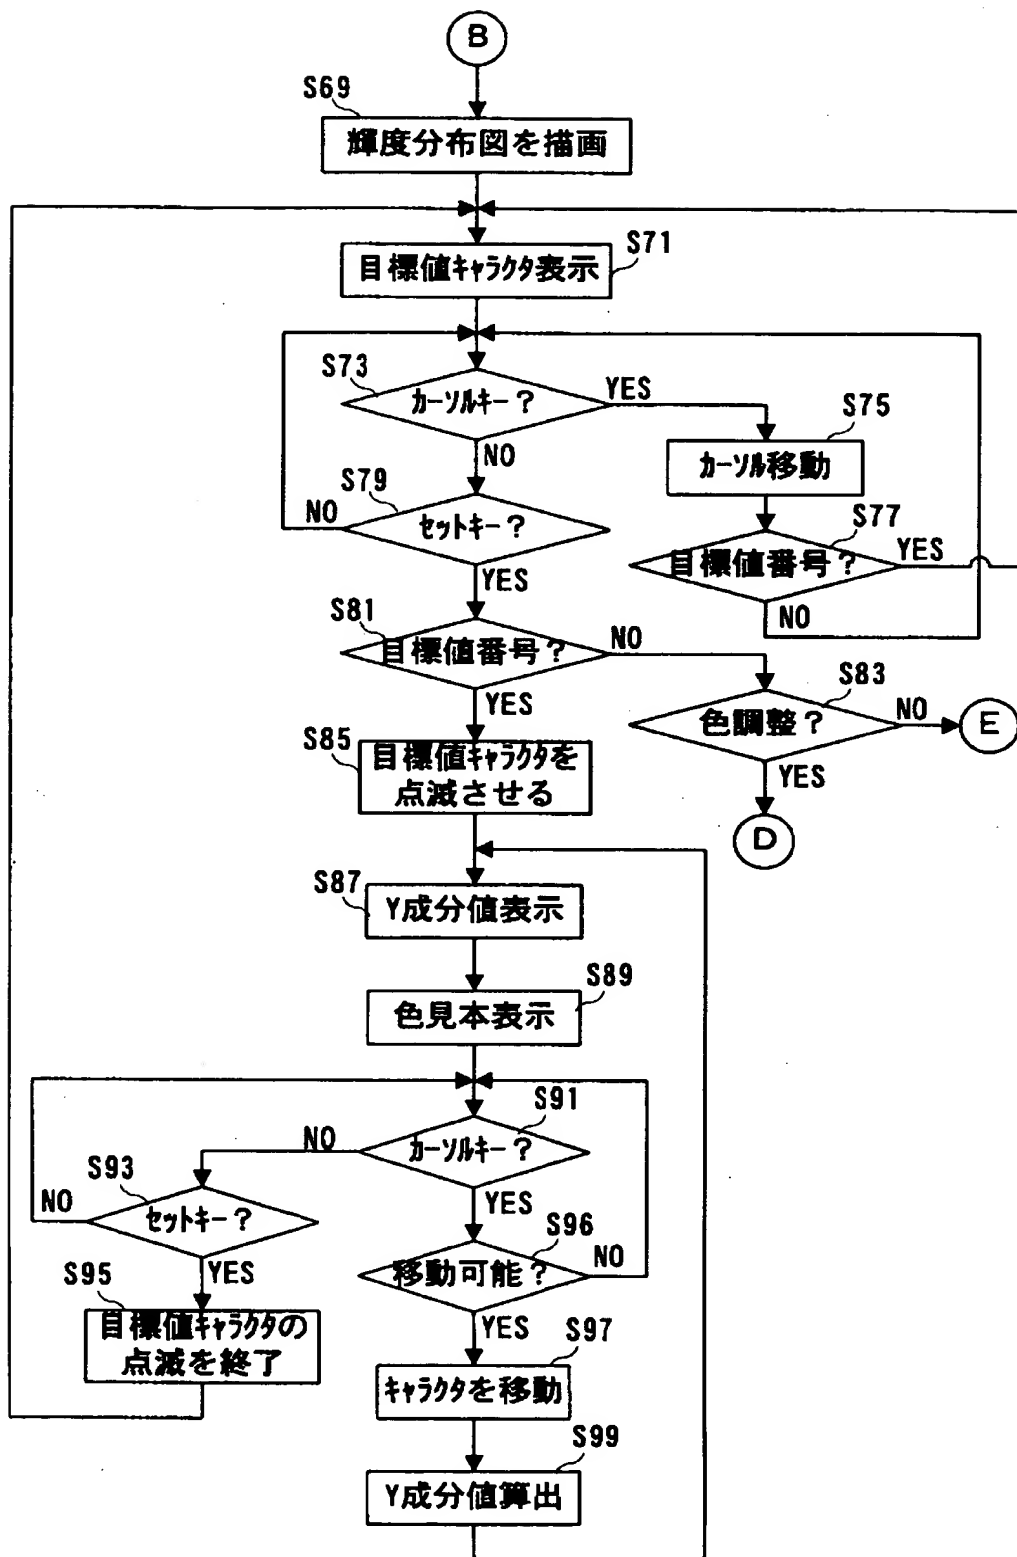 B
S69
輝度分布図を描画
S71
目標値キャラクタ表示
S73
カーソルキー？
YES
NO
S75
カーソル移動
S77
目標値番号？
YES
NO
S79
セットキー？
NO
YES
S81
目標値番号？
NO
YES
S83
色調整？
NO
E
YES
D
S85
目標値キャラクタを
点滅させる
S87
Y成分値表示
S89
色見本表示
S91
カーソルキー？
NO
YES
S93
セットキー？
NO
YES
S95
目標値キャラクタの
点滅を終了
S96
移動可能？
NO
YES
S97
キャラクタを移動
S99
Y成分値算出